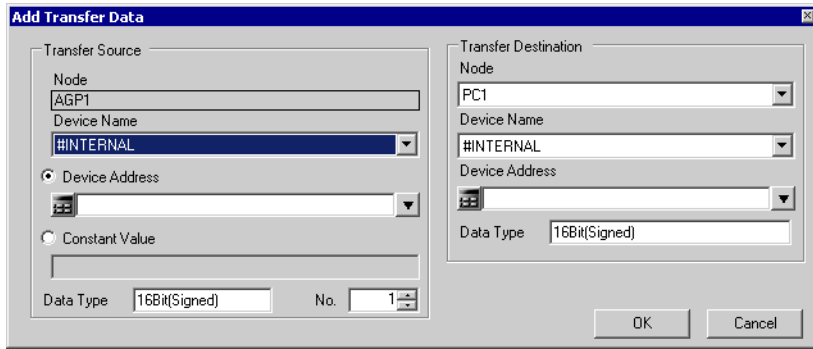 Add Transfer Data
Transfer Source
Node
AGP1
Device Name
#INTERNAL
Device Address
Constant Value
Data Type 16Bit(Signed) No. 1
Transfer Destination
Node
PC1
Device Name
#INTERNAL
Device Address
Data Type 16Bit(Signed)
OK Cancel